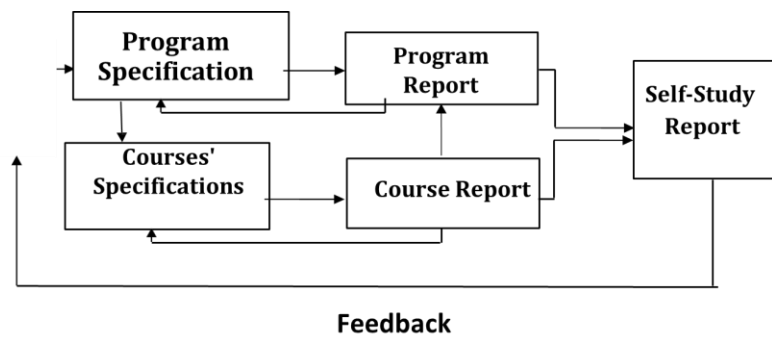 Program
Specification
Program
Report
Self-Study
Report
Courses'
Specifications
Course Report
Feedback